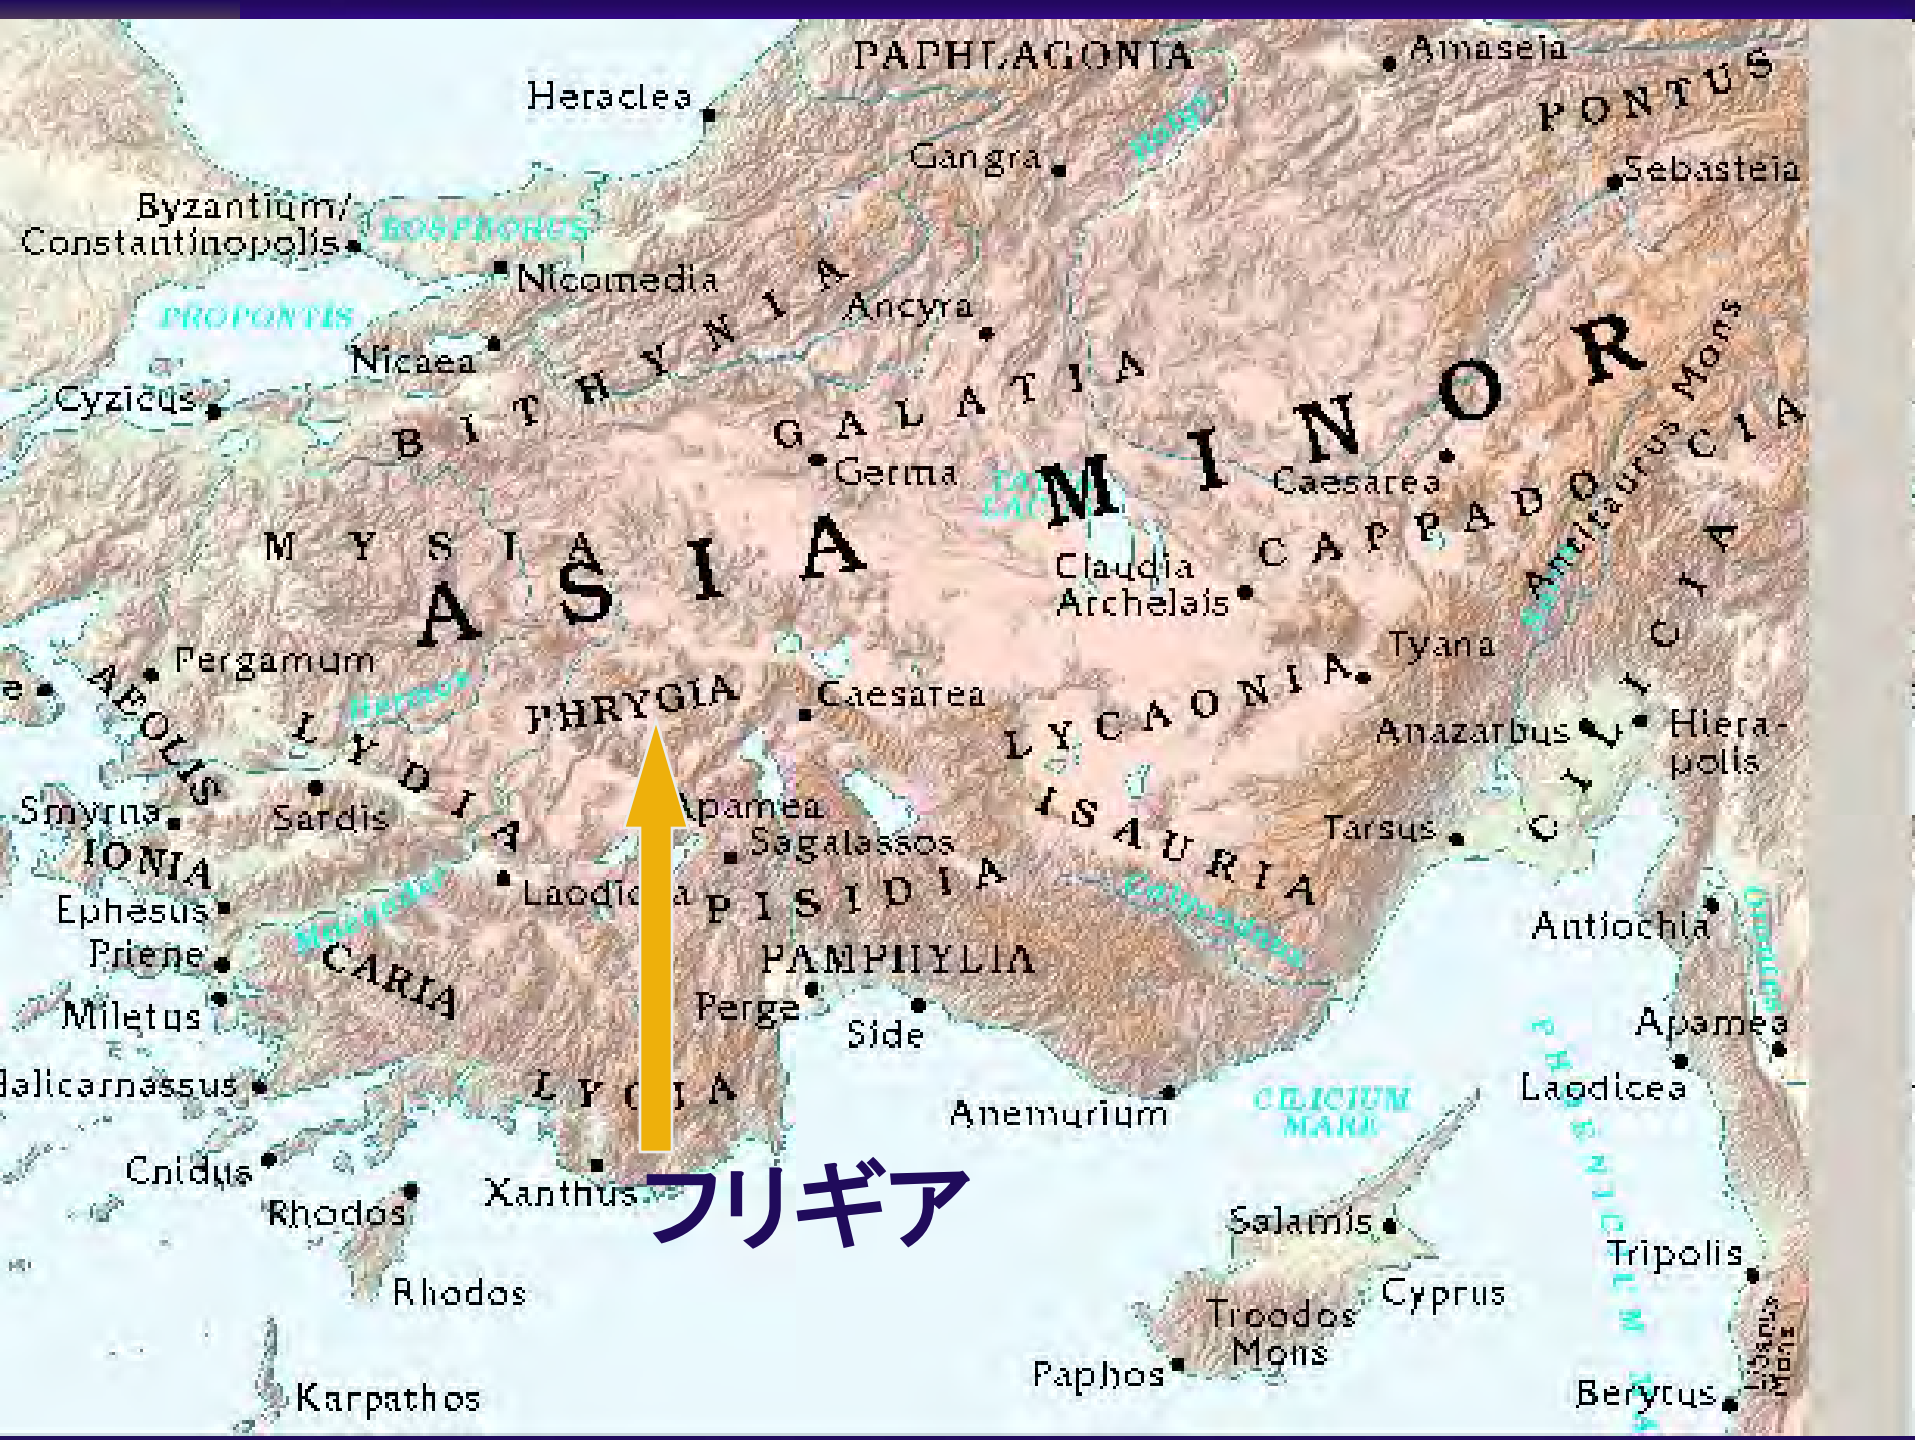 PAPHLAGONIA
Amaseia
PONTUS
Heraclea
Halys
Gangra
Sebasteia
Byzantium/
Constantinopolis
BOSPHORUS
Nicomedia
PROPONTIS
Ancyra
Nicaea
BITHYNIA
Cyzicus
GALATIA
Germa
ASIA MINOR
Caesarea
CAPPADOCIA
Antitaurus Mons
MYSIA
Claudia
Archelais
Tyana
Pergamum
AEOLIS
Hermus
PHRYGIA
Caesarea
LYCAONIA
Anazarbus
Hiera-
polis
CILICIA
LYDIA
Smyrna
Sardis
Apamea
Sagalassos
ISAURIA
Tarsus
IONIA
Laodicea
PISIDIA
Calycadnus
Ephesus
Maeander
Priene
CARIA
PAMPHYLIA
Antiochia
Orontes
Miletus
Perge
Side
Apamea
Halicarnassus
LYCIA
Anemurium
CILICIUM
MARE
Laodicea
Cnidus
Xanthus
フリギア
Rhodos
Rhodos
Salamis
Cyprus
Tripolis
Troodos
Mons
Paphos
Karpathos
Berytus